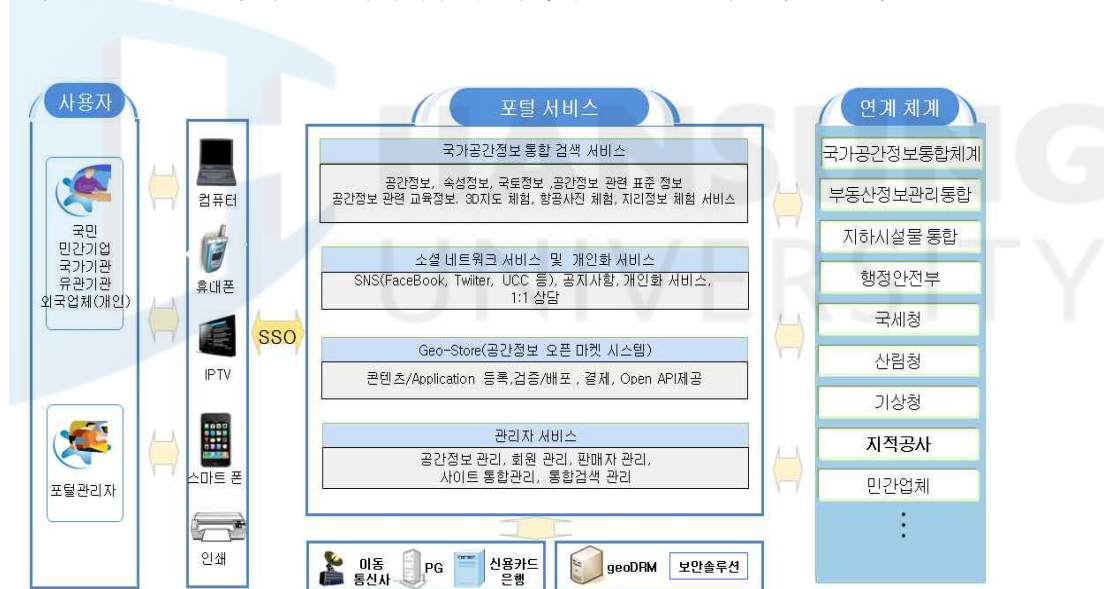 사용자
국민
민간기업
국가기관
유관기관
외국업체(개인)
포털관리자
컴퓨터
휴대폰
IPTV
스마트 폰
인쇄
SSO
포털 서비스
국가공간정보 통합 검색 서비스
공간정보, 속성정보, 국토정보 ,공간정보 관련 표준 정보
공간정보 관련 교육정보. 3D지도 체험, 항공사진 체험, 지리정보 체험 서비스
소셜 네트워크 서비스 및 개인화 서비스
SNS(FaceBook, Twiiter, UCC 등), 공지사항, 개인화 서비스,
1:1 상담
Geo-Store(공간정보 오픈 마켓 시스템)
콘텐츠/Application 등록,검증/배포 , 결제, Open API제공
관리자 서비스
공간정보 관리, 회원 관리, 판매자 관리,
사이트 통합관리, 통합검색 관리
이동
통신사
PG
신용카드
은행
geoDRM
보안솔루션
연계 체계
국가공간정보통합체계
부동산정보관리통합
지하시설물 통합
행정안전부
국세청
산림청
기상청
지적공사
민간업체
HANSUNG
UNIVERSITY